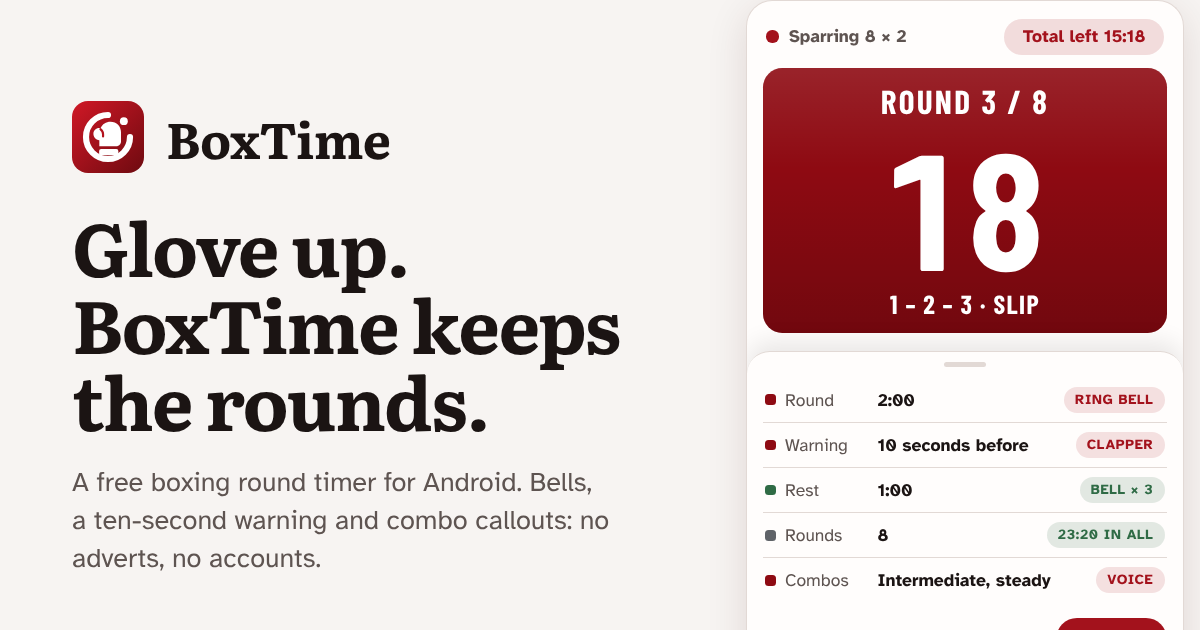 BoxTime
Glove up.
BoxTime keeps
the rounds.
A free boxing round timer for Android. Bells,
a ten-second warning and combo callouts: no
adverts, no accounts.
Sparring 8 × 2
Total left 15:18
ROUND 3 / 8
18
1 – 2 – 3 · SLIP
Round 2:00 RING BELL
Warning 10 seconds before CLAPPER
Rest 1:00 BELL × 3
Rounds 8 23:20 IN ALL
Combos Intermediate, steady VOICE